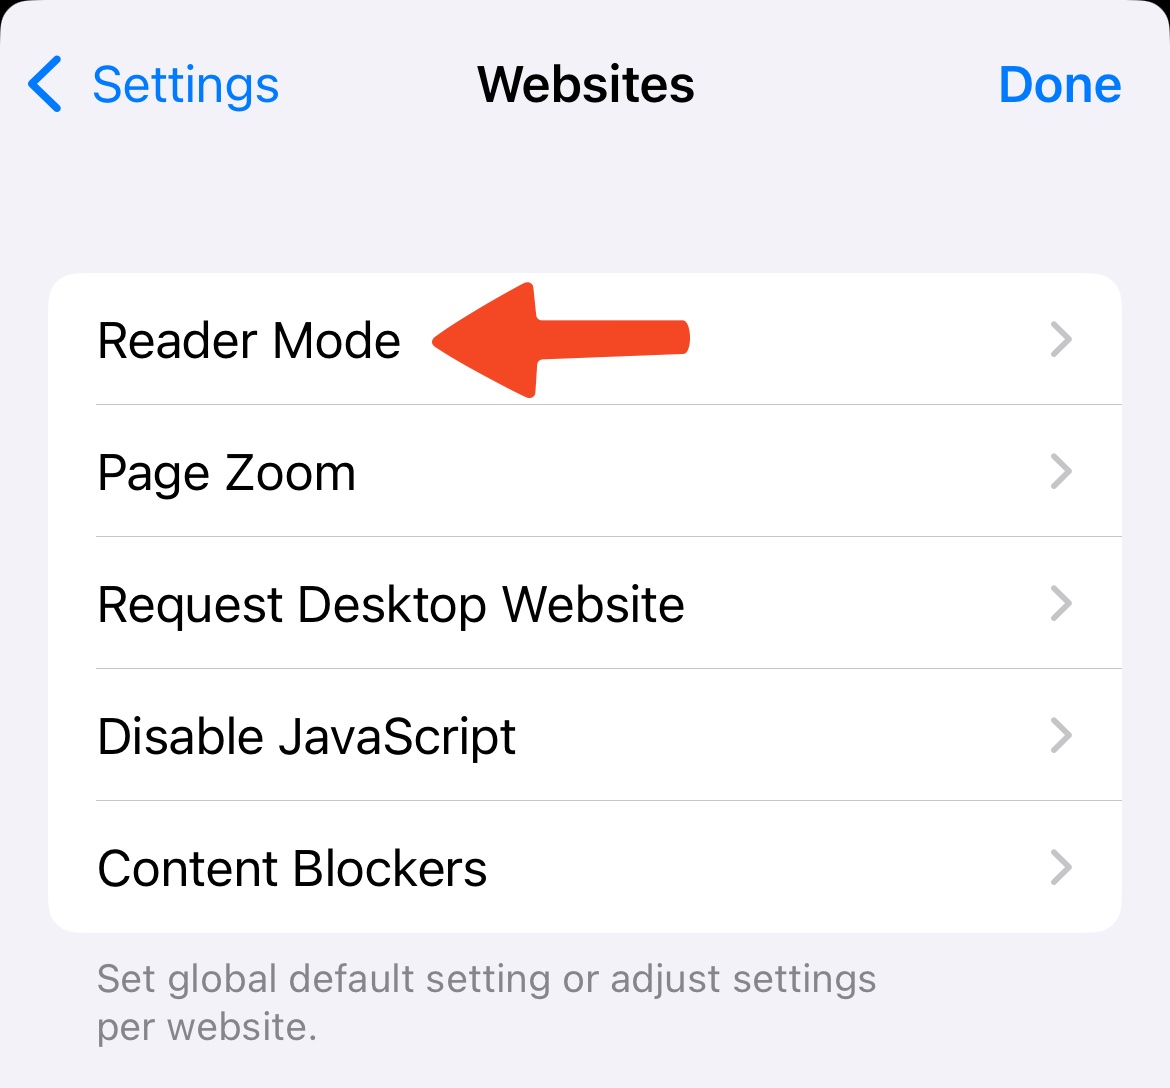 Settings
Websites
Done
Reader Mode
Page Zoom
Request Desktop Website
Disable JavaScript
Content Blockers
Set global default setting or adjust settings
per website.